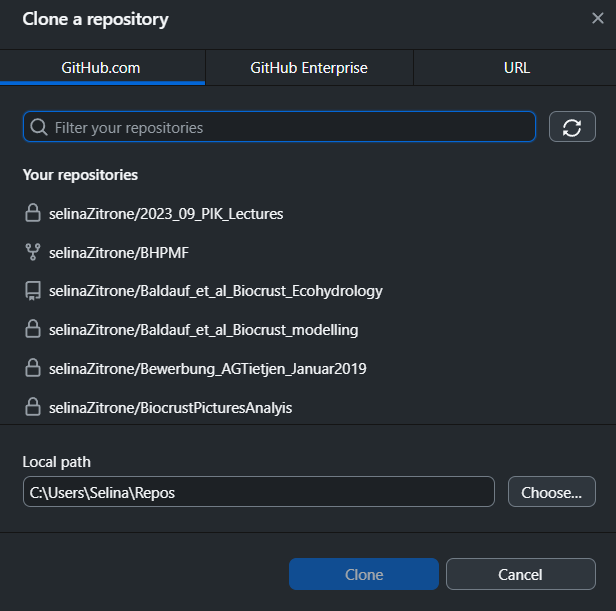 Clone a repository
GitHub.com GitHub Enterprise URL
Filter your repositories
Your repositories
selinaZitrone/2023_09_PIK_Lectures
selinaZitrone/BHPMF
selinaZitrone/Baldauf_et_al_Biocrust_Ecohydrology
selinaZitrone/Baldauf_et_al_Biocrust_modelling
selinaZitrone/Bewerbung_AGTietjen_Januar2019
selinaZitrone/BiocrustPicturesAnalyis
Local path
C:\Users\Selina\Repos Choose...
Clone Cancel